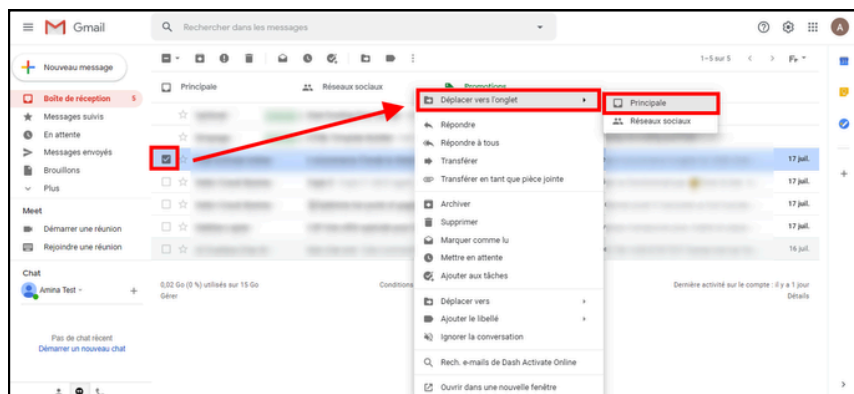 Gmail
Rechercher dans les messages
A
Nouveau message
1–5 sur 5
Principale
Réseaux sociaux
Promotions
Boîte de réception 5
Messages suivis
En attente
Messages envoyés
Brouillons
Plus
Meet
Démarrer une réunion
Rejoindre une réunion
Chat
Amina Test
Pas de chat récent
Démarrer un nouveau chat
Déplacer vers l'onglet
Principale
Réseaux sociaux
Répondre
Répondre à tous
Transférer
Transférer en tant que pièce jointe
Archiver
Supprimer
Marquer comme lu
Mettre en attente
Ajouter aux tâches
Déplacer vers
Ajouter le libellé
Ignorer la conversation
Rech. e-mails de Dash Activate Online
Ouvrir dans une nouvelle fenêtre
17 juil.
17 juil.
17 juil.
17 juil.
16 juil.
0,02 Go (0 %) utilisés sur 15 Go
Gérer
Conditions
Dernière activité sur le compte : il y a 1 jour
Détails